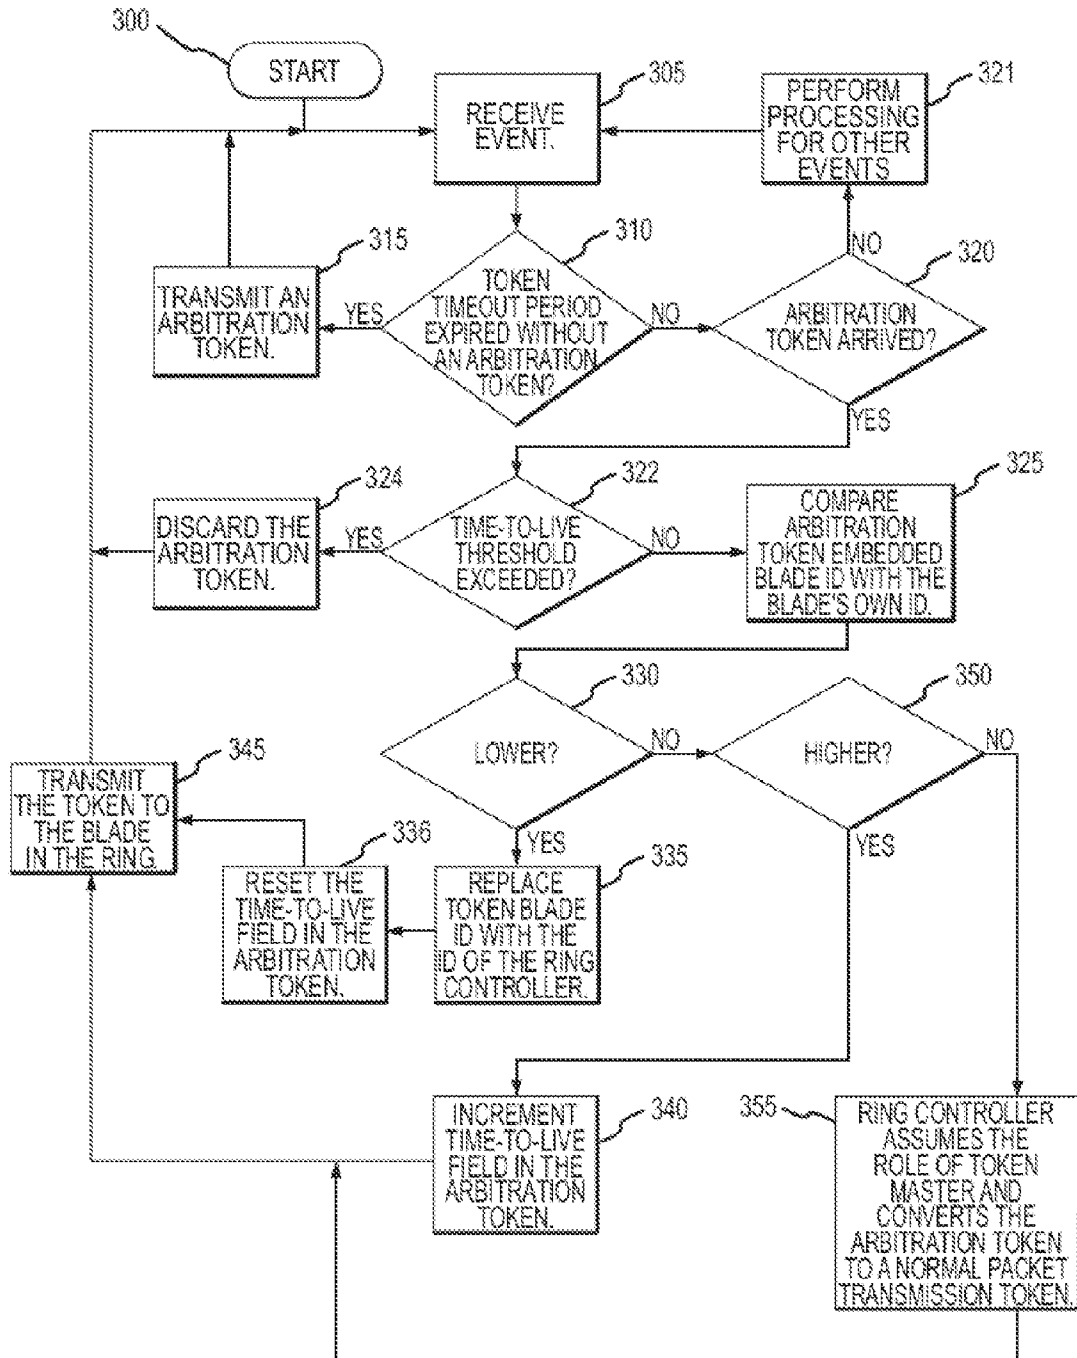 300
START
305
RECEIVE
EVENT.
321
PERFORM
PROCESSING
FOR OTHER
EVENTS
315
TRANSMIT AN
ARBITRATION
TOKEN.
YES
310
TOKEN
TIMEOUT PERIOD
EXPIRED WITHOUT
AN ARBITRATION
TOKEN?
NO
NO
320
ARBITRATION
TOKEN ARRIVED?
YES
324
DISCARD THE
ARBITRATION
TOKEN.
YES
322
TIME-TO-LIVE
THRESHOLD
EXCEEDED?
NO
325
COMPARE
ARBITRATION
TOKEN EMBEDDED
BLADE ID WITH THE
BLADE'S OWN ID.
330
LOWER?
NO
YES
350
HIGHER?
NO
YES
345
TRANSMIT
THE TOKEN TO
THE BLADE
IN THE RING.
336
RESET THE
TIME-TO-LIVE
FIELD IN THE
ARBITRATION
TOKEN.
335
REPLACE
TOKEN BLADE
ID WITH THE
ID OF THE RING
CONTROLLER.
340
INCREMENT
TIME-TO-LIVE
FIELD IN THE
ARBITRATION
TOKEN.
355
RING CONTROLLER
ASSUMES THE
ROLE OF TOKEN
MASTER AND
CONVERTS THE
ARBITRATION TOKEN
TO A NORMAL PACKET
TRANSMISSION TOKEN.